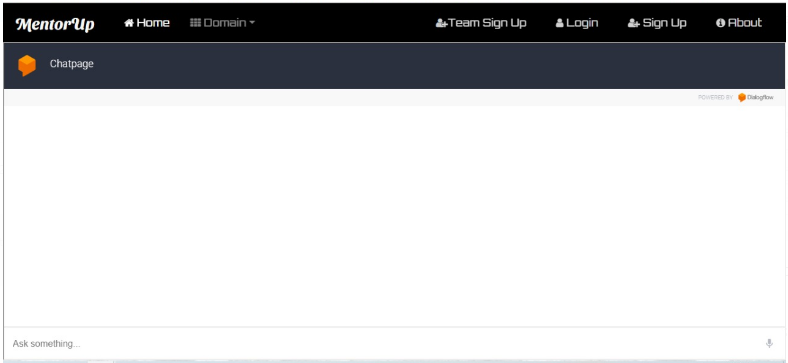 MentorUp Home Domain Team Sign Up Login Sign Up About
Chatpage
POWERED BY Dialogflow
Ask something...